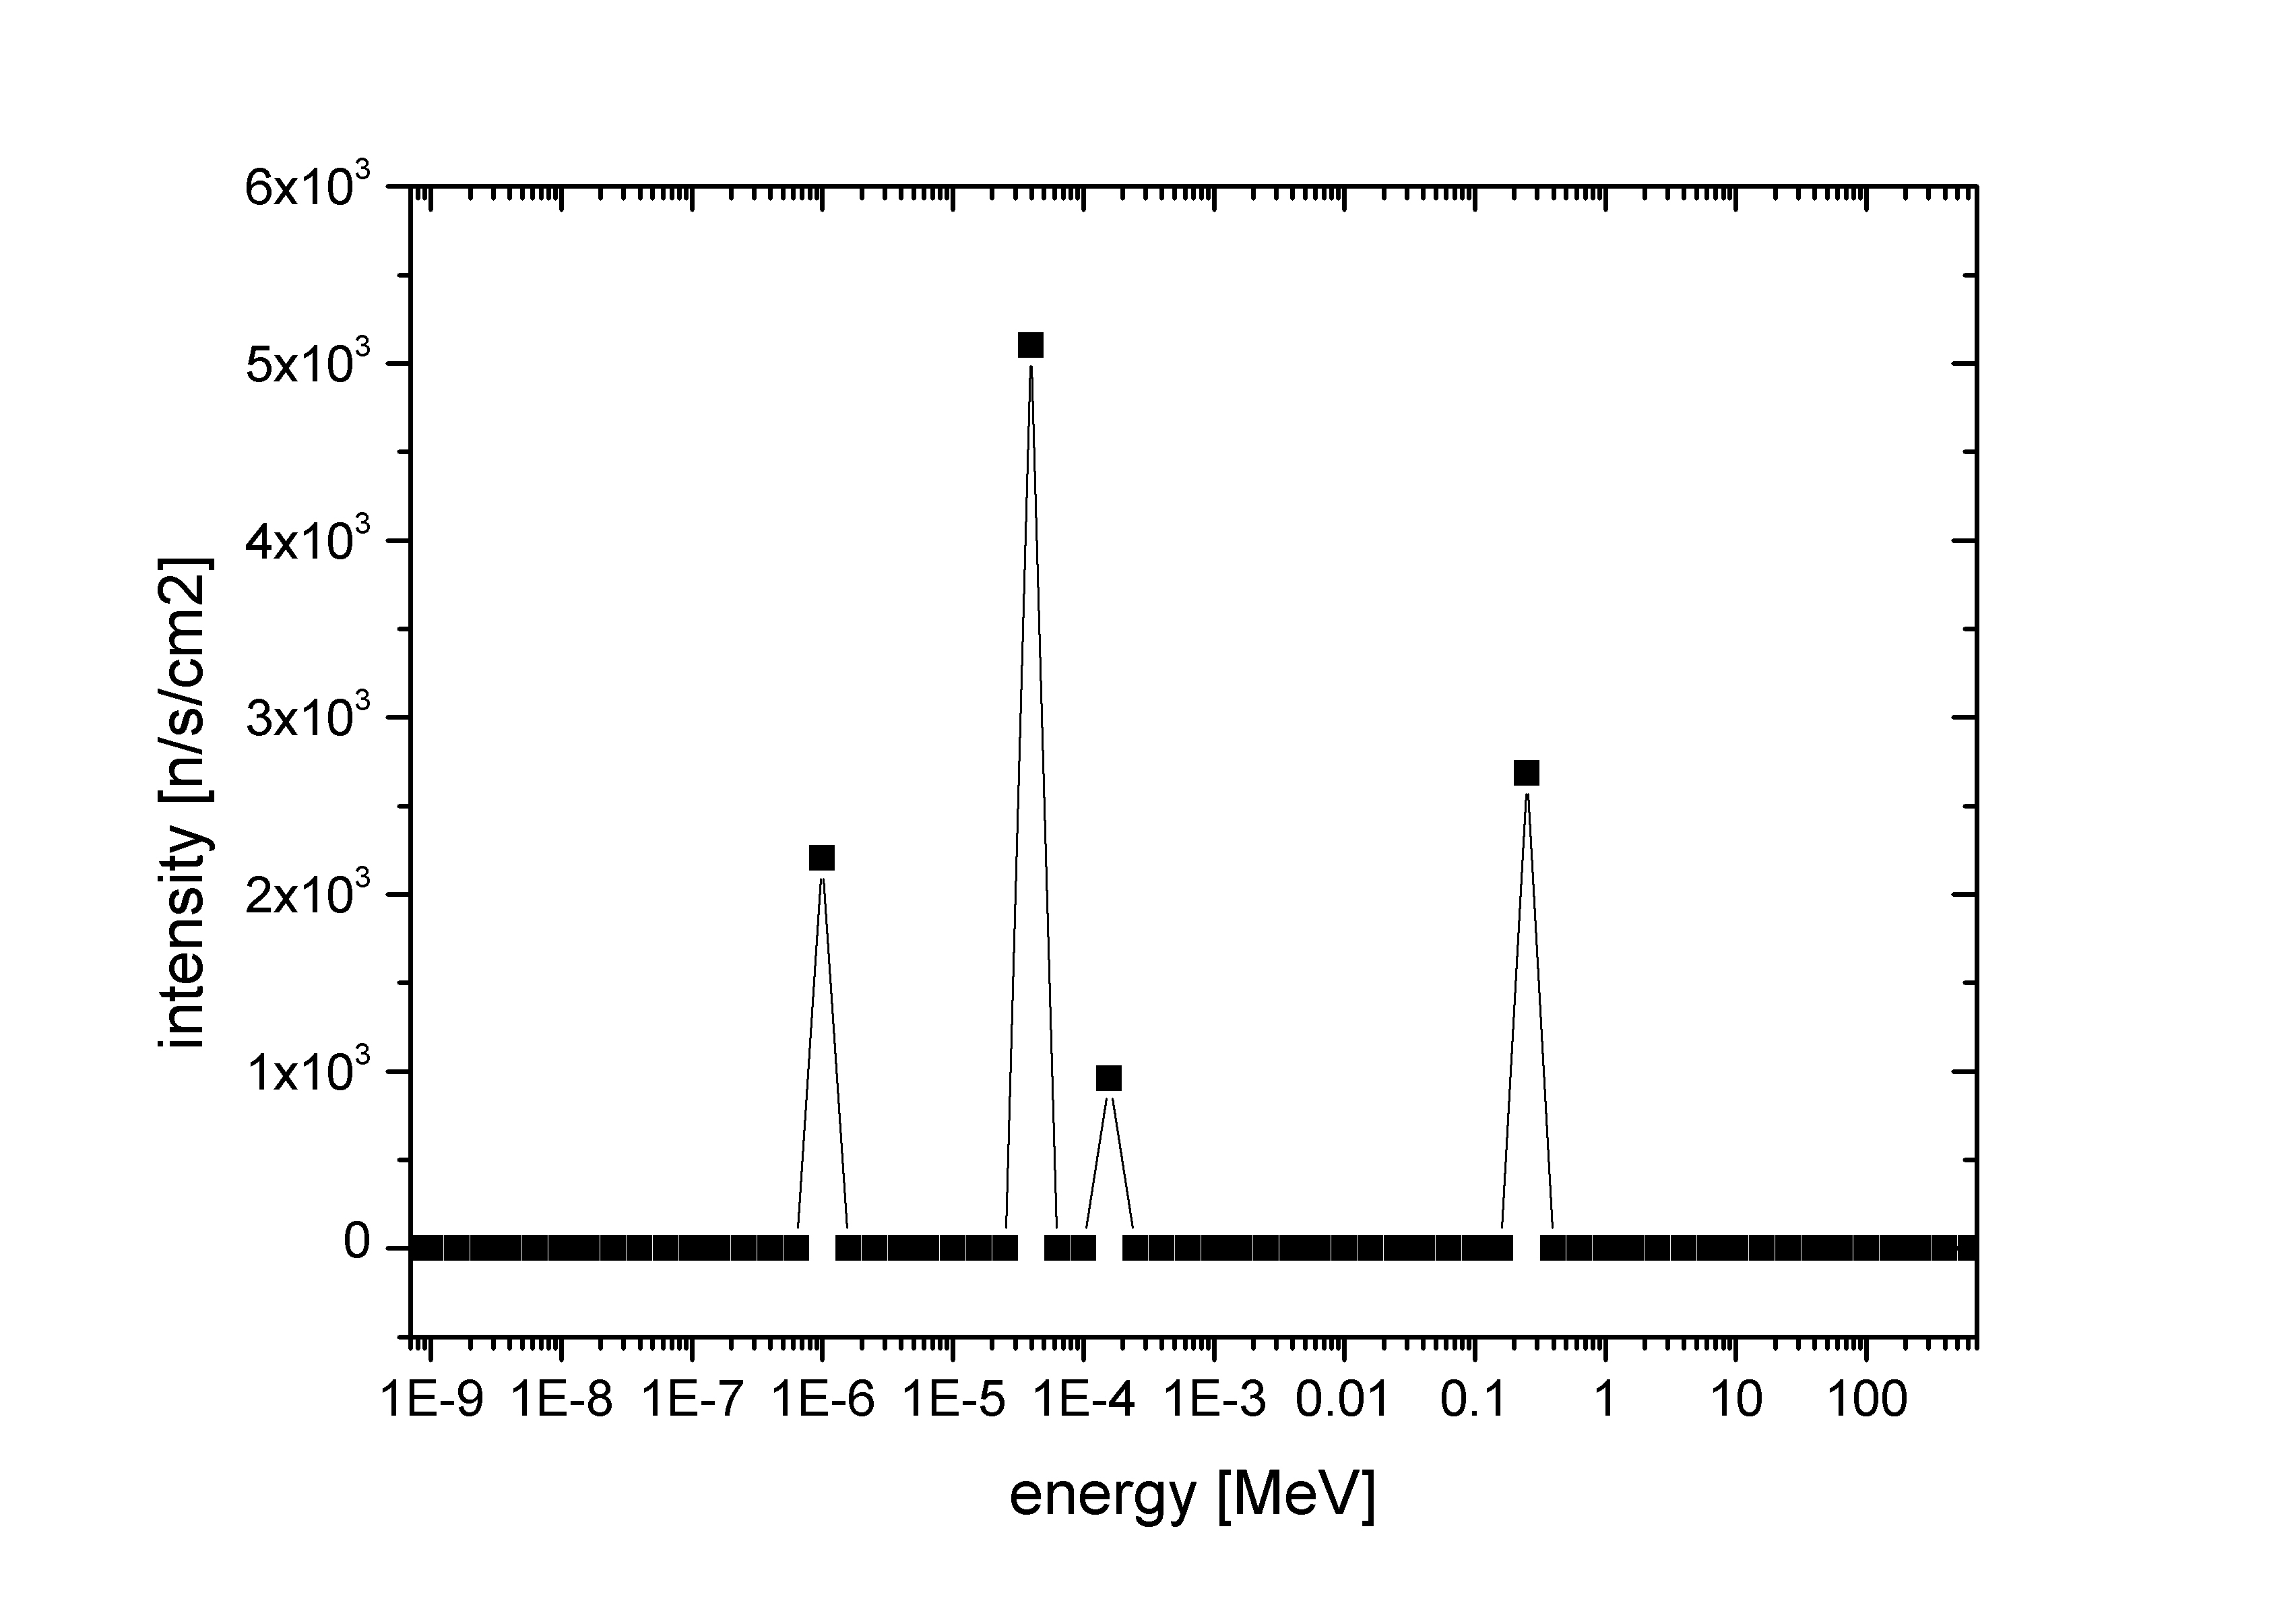 6x10³
5x10³
4x10³
3x10³
2x10³
1x10³
0
intensity [n/s/cm2]
1E-9 1E-8 1E-7 1E-6 1E-5 1E-4 1E-3 0.01 0.1 1 10 100
energy [MeV]